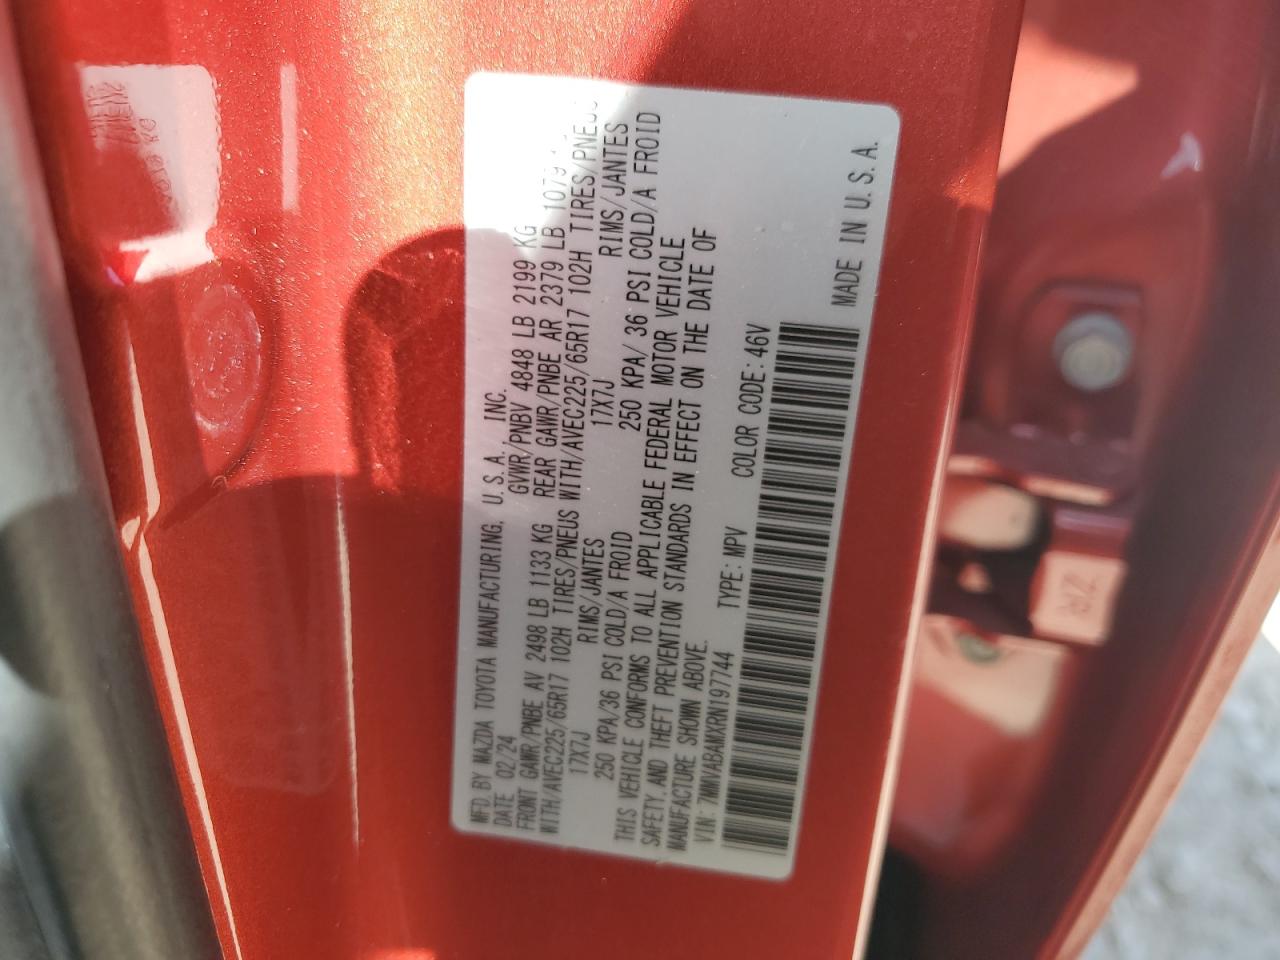 MFD. BY MAZDA TOYOTA MANUFACTURING, U.S.A., INC.
DATE 02/24 GVWR/PNBV 4848 LB 2199 KG
FRONT GAWR/PNBE AV 2498 LB 1133 KG REAR GAWR/PNBE AR 2379 LB 1079
WITH/AVEC225/65R17 102H TIRES/PNEUS WITH/AVEC225/65R17 102H TIRES/PNEUS
17X7J RIMS/JANTES 17X7J RIMS/JANTES
250 KPA/36 PSI COLD/A FROID 250 KPA/ 36 PSI COLD/A FROID
THIS VEHICLE CONFORMS TO ALL APPLICABLE FEDERAL MOTOR VEHICLE
SAFETY, AND THEFT PREVENTION STANDARDS IN EFFECT ON THE DATE OF
MANUFACTURE SHOWN ABOVE.
VIN: 7MMVABAMXRN197744 TYPE: MPV COLOR CODE: 46V
MADE IN U.S.A.